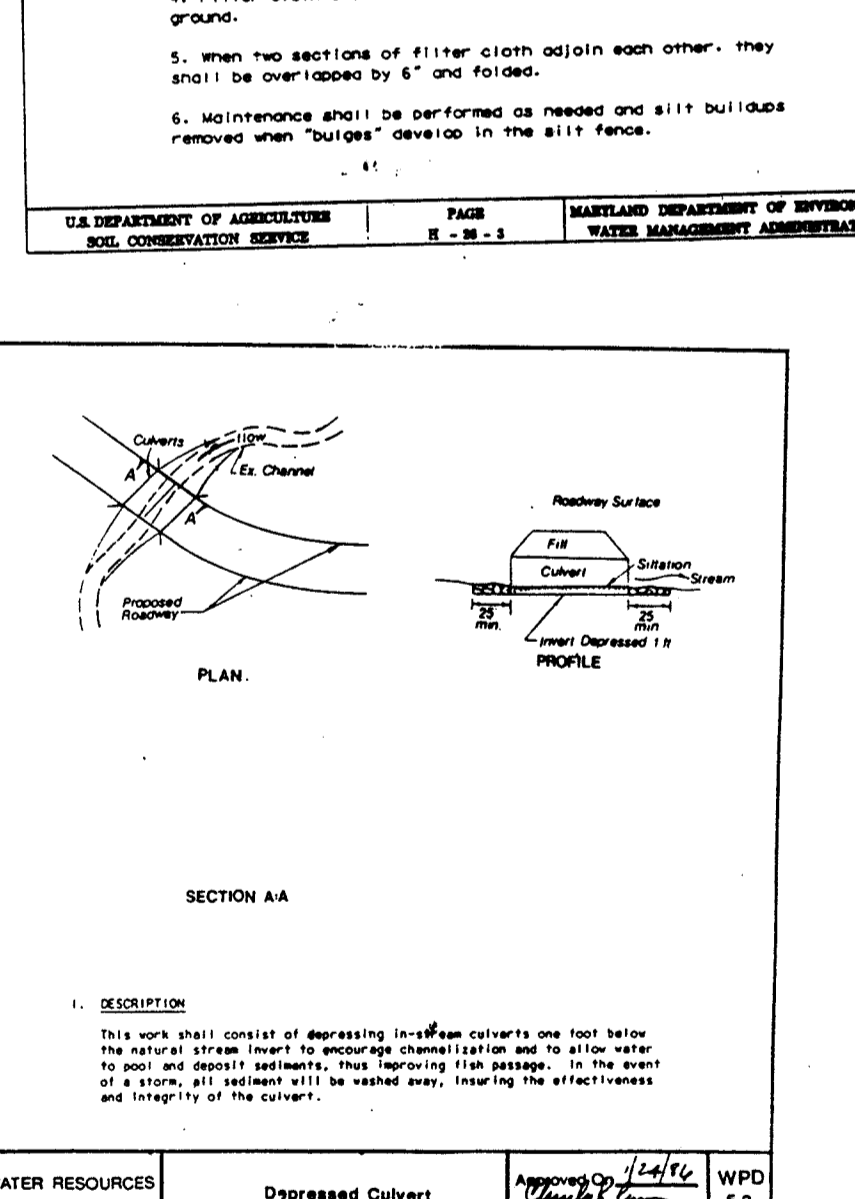 ground.
5. When two sections of filter cloth adjoin each other. they
shall be overlapped by 6" and folded.
6. Maintenance shall be performed as needed and silt buildups
removed when "bulges" develop in the silt fence.
U.S. DEPARTMENT OF AGRICULTURE
SOIL CONSERVATION SERVICE
PAGE
H - 26 - 3
MARYLAND DEPARTMENT OF
WATER MANAGEMENT
Culverts
flow
A
Ex. Channel
A
Proposed
Roadway
PLAN.
Roadway Surface
Fill
Culvert
Siltation
Stream
25
min.
25
min
Invert Depressed 1 ft
PROFILE
SECTION A:A
I. DESCRIPTION
This work shall consist of depressing in-stream culverts one foot below
the natural stream invert to encourage channelization and to allow water
to pool and deposit sediments, thus improving fish passage. In the event
of a storm, all sediment will be washed away, insuring the effectiveness
and integrity of the culvert.
ATER RESOURCES
Depressed Culvert
Approved On 1/24/86
WPD